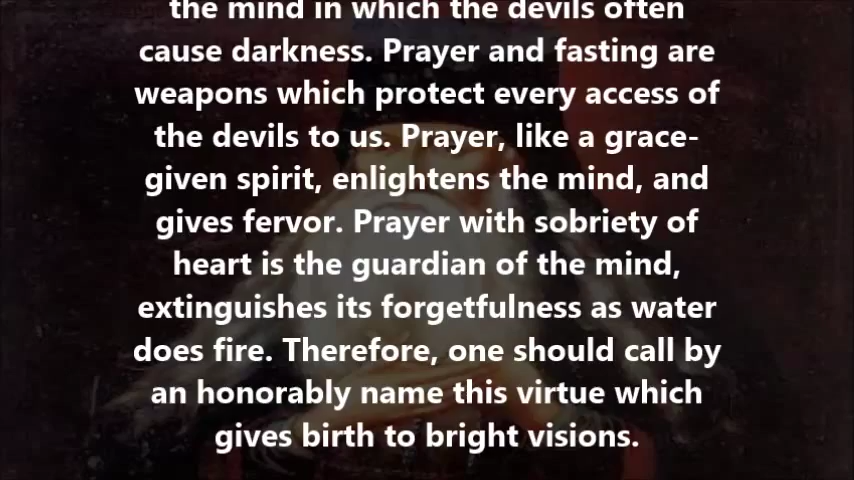 the mind in which the devils often
cause darkness. Prayer and fasting are
weapons which protect every access of
the devils to us. Prayer, like a grace-
given spirit, enlightens the mind, and
gives fervor. Prayer with sobriety of
heart is the guardian of the mind,
extinguishes its forgetfulness as water
does fire. Therefore, one should call by
an honorably name this virtue which
gives birth to bright visions.